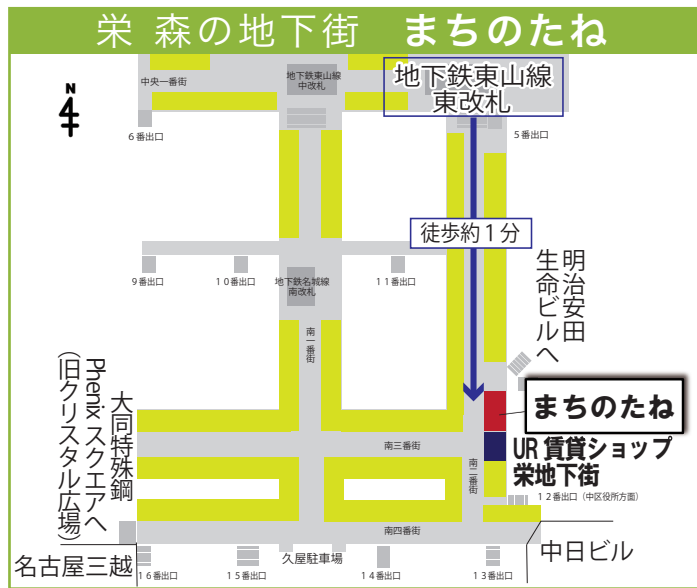 栄 森の地下街 まちのたね
中央一番街
地下鉄東山線
中改札
地下鉄東山線
東改札
N
6番出口
5番出口
徒歩約1分
9番出口
10番出口
地下鉄名城線
南改札
11番出口
明治安田
生命ビルへ
南一番街
まちのたね
大同特殊鋼
Phenix スクエアへ
(旧クリスタル広場)
南三番街
南二番街
UR 賃貸ショップ
栄地下街
12番出口(中区役所方面)
南四番街
名古屋三越
久屋駐車場
中日ビル
16番出口
15番出口
14番出口
13番出口